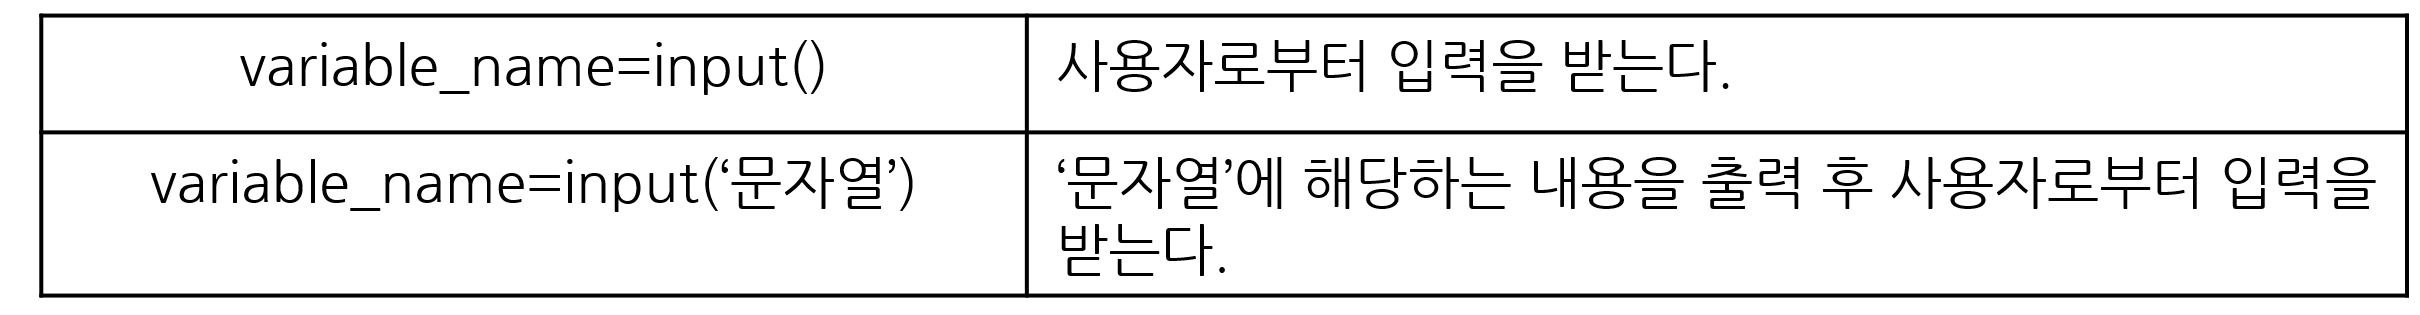 variable_name=input()
사용자로부터 입력을 받는다.
variable_name=input(‘문자열’)
‘문자열’에 해당하는 내용을 출력 후 사용자로부터 입력을
받는다.